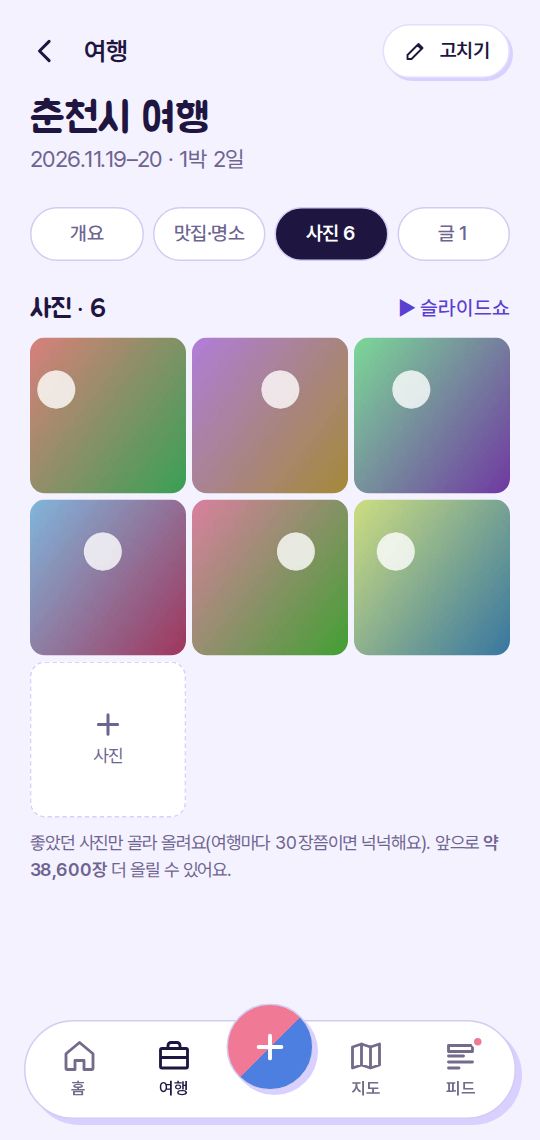 여행
고치기
춘천시 여행
2026.11.19–20 · 1박 2일
개요
맛집·명소
사진 6
글 1
사진 · 6
▶ 슬라이드쇼
사진
좋았던 사진만 골라 올려요(여행마다 30장쯤이면 넉넉해요). 앞으로 약
38,600장 더 올릴 수 있어요.
홈
여행
지도
피드